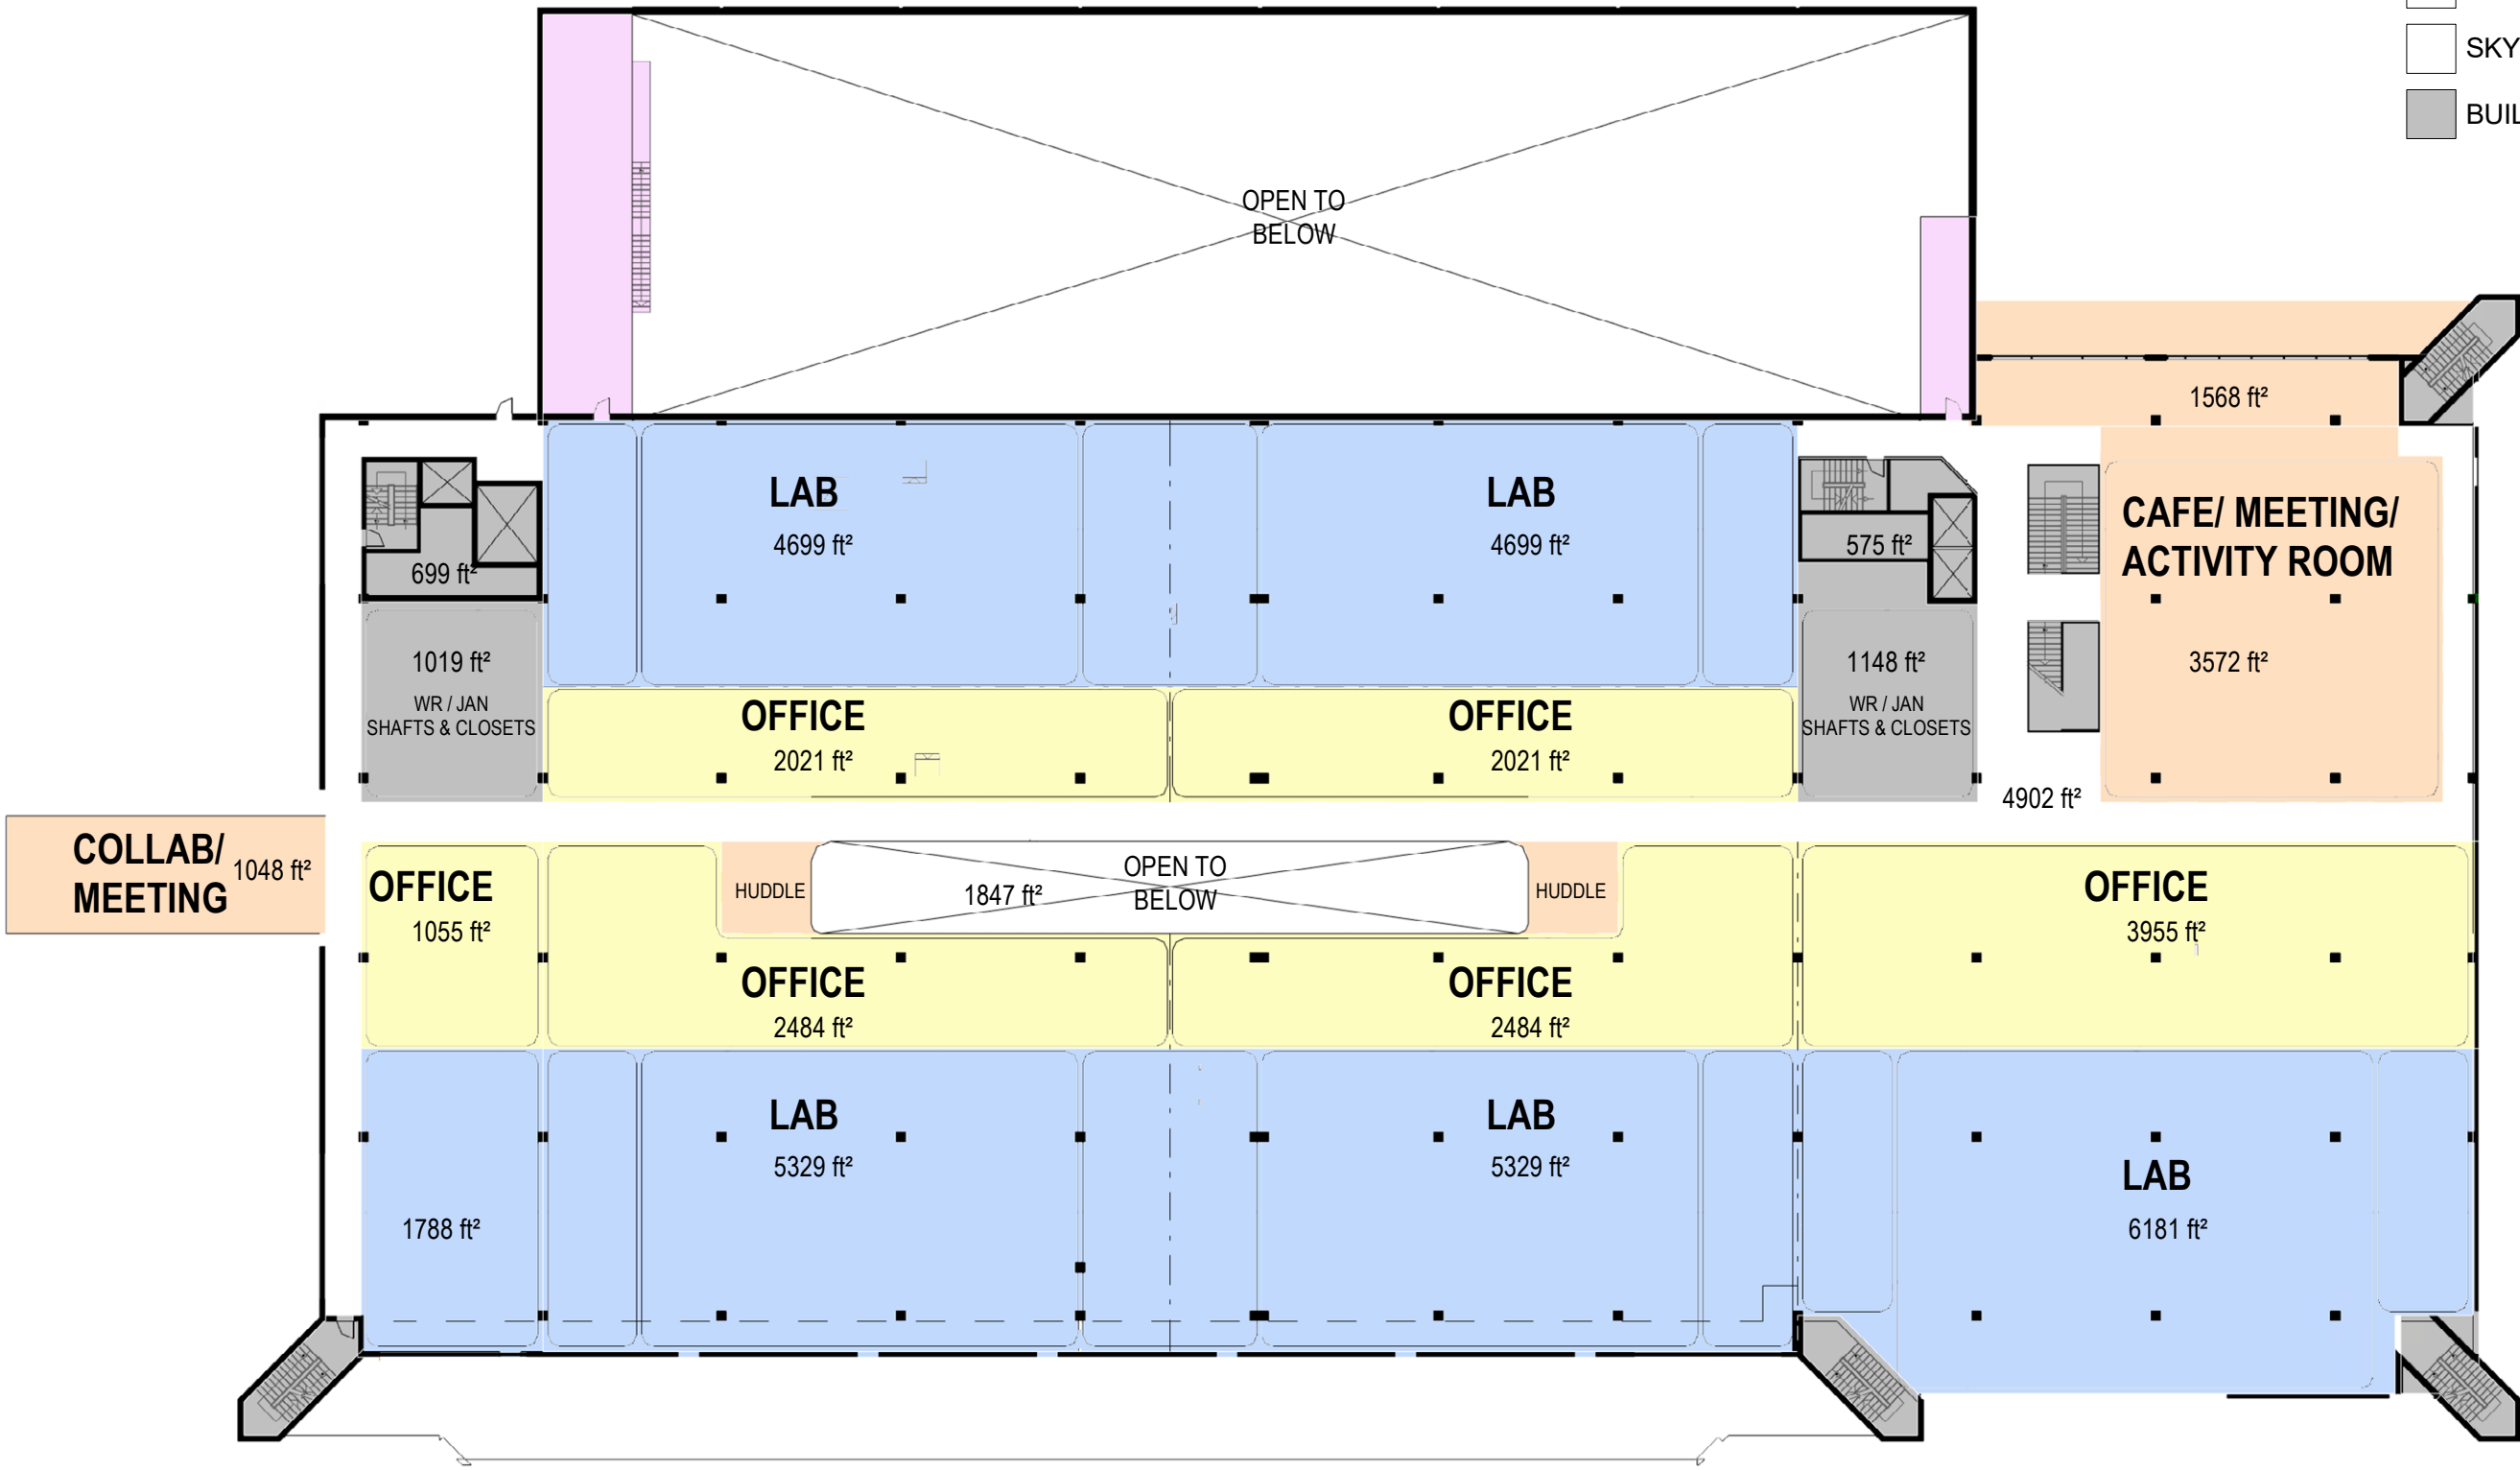 SKY
BUIL
OPEN TO
BELOW
1568 ft²
LAB
4699 ft²
LAB
4699 ft²
699 ft²
575 ft²
CAFE/ MEETING/
ACTIVITY ROOM
3572 ft²
1019 ft²
WR / JAN
SHAFTS & CLOSETS
1148 ft²
WR / JAN
SHAFTS & CLOSETS
OFFICE
2021 ft²
OFFICE
2021 ft²
4902 ft²
COLLAB/
MEETING
1048 ft²
OFFICE
1055 ft²
HUDDLE
1847 ft²
OPEN TO
BELOW
HUDDLE
OFFICE
3955 ft²
OFFICE
2484 ft²
OFFICE
2484 ft²
LAB
5329 ft²
LAB
5329 ft²
LAB
6181 ft²
1788 ft²